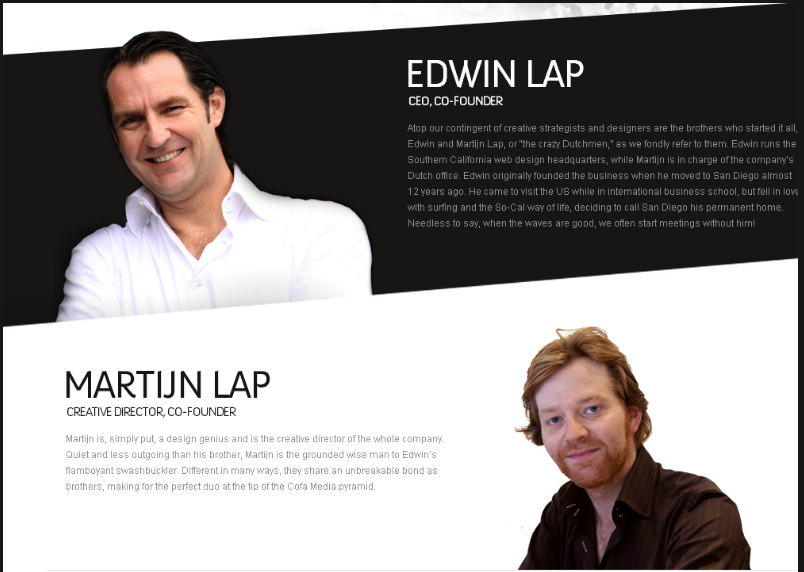 EDWIN LAP
CEO, CO-FOUNDER
Atop our contingent of creative strategists and designers are the brothers who started it all,
Edwin and Martijn Lap, or "the crazy Dutchmen," as we fondly refer to them. Edwin runs the
Southern California web design headquarters, while Martijn is in charge of the company's
Dutch office. Edwin originally founded the business when he moved to San Diego almost
12 years ago. He came to visit the US while in international business school, but fell in love
with surfing and the So-Cal way of life, deciding to call San Diego his permanent home.
Needless to say, when the waves are good, we often start meetings without him!
MARTIJN LAP
CREATIVE DIRECTOR, CO-FOUNDER
Martijn is, simply put, a design genius and is the creative director of the whole company.
Quiet and less outgoing than his brother, Martijn is the grounded wise man to Edwin's
flamboyant swashbuckler. Different in many ways, they share an unbreakable bond as
brothers, making for the perfect duo at the tip of the Cofa Media pyramid.